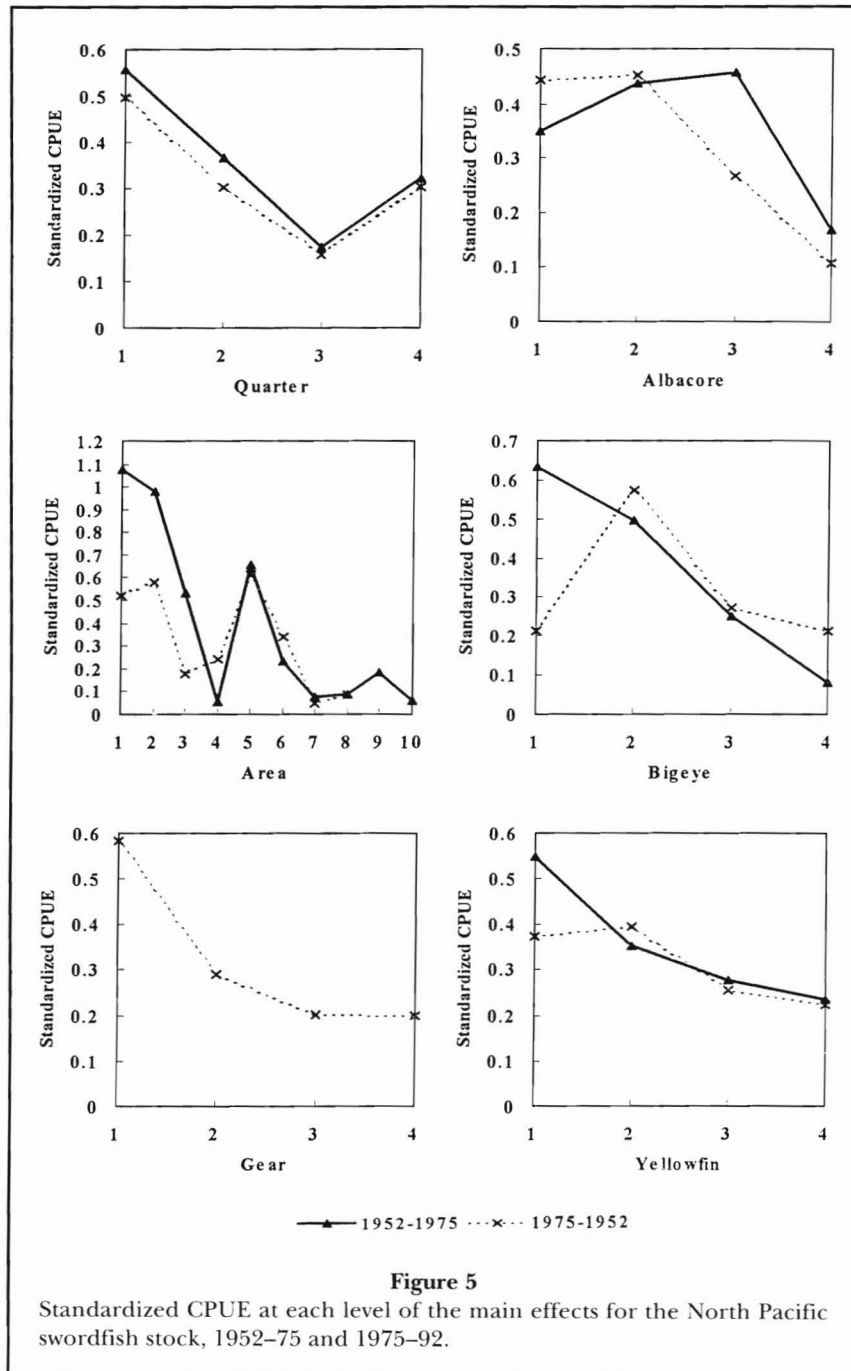 0.6
0.5
0.4
0.3
0.2
0.1
0
Standardized CPUE
1 2 3 4
Quarter
0.5
0.4
0.3
0.2
0.1
0
Standardized CPUE
1 2 3 4
Albacore
1.2
1.1
1
0.9
0.8
0.7
0.6
0.5
0.4
0.3
0.2
0.1
0
Standardized CPUE
1 2 3 4 5 6 7 8 9 10
Area
0.7
0.6
0.5
0.4
0.3
0.2
0.1
0
Standardized CPUE
1 2 3 4
Bigeye
0.6
0.5
0.4
0.3
0.2
0.1
0
Standardized CPUE
1 2 3 4
Gear
0.6
0.5
0.4
0.3
0.2
0.1
0
Standardized CPUE
1 2 3 4
Yellowfin
1952-1975 1975-1952
Figure 5
Standardized CPUE at each level of the main effects for the North Pacific
swordfish stock, 1952–75 and 1975–92.